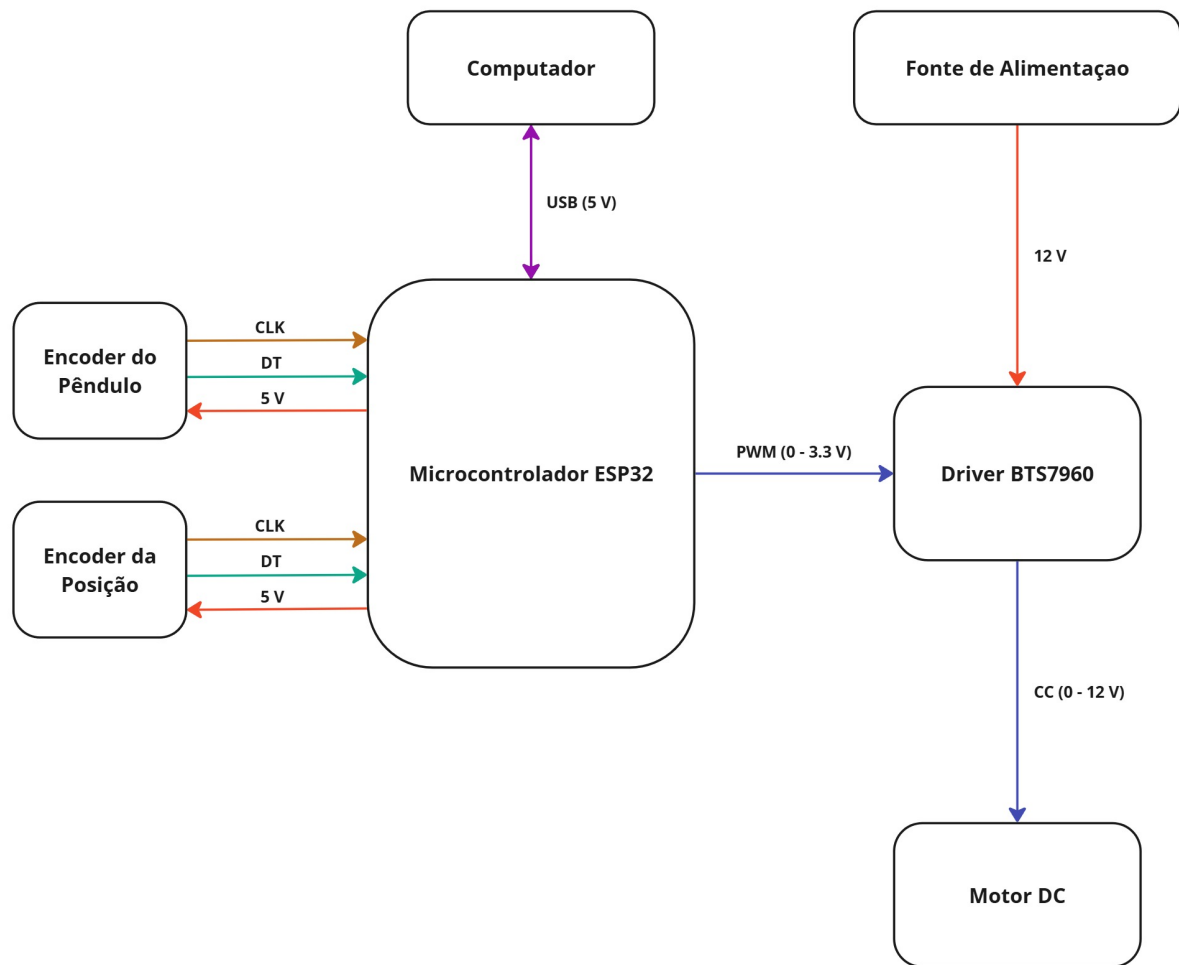 Computador
Fonte de Alimentaçao
USB (5 V)
12 V
Encoder do
Pêndulo
CLK
DT
5 V
Microcontrolador ESP32
PWM (0 - 3.3 V)
Driver BTS7960
Encoder da
Posição
CLK
DT
5 V
CC (0 - 12 V)
Motor DC